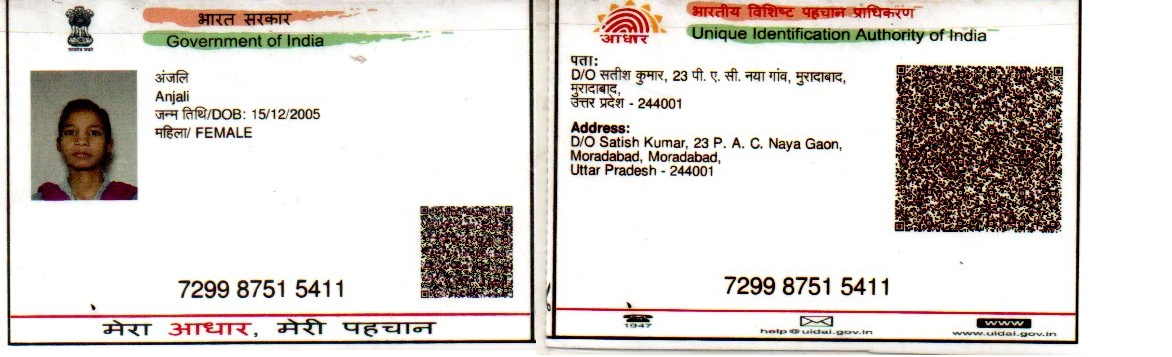 भारत सरकार
Government of India
अंजलि
Anjali
जन्म तिथि/DOB: 15/12/2005
महिला/ FEMALE
7299 8751 5411
मेरा आधार, मेरी पहचान
भारतीय विशिष्ट पहचान प्राधिकरण
Unique Identification Authority of India
आधार
पता:
D/O सतीश कुमार, 23 पी. ए. सी. नया गांव, मुरादाबाद,
मुरादाबाद,
उत्तर प्रदेश - 244001
Address:
D/O Satish Kumar, 23 P. A. C. Naya Gaon,
Moradabad, Moradabad,
Uttar Pradesh - 244001
7299 8751 5411
1947
help@uidai.gov.in
www
www.uidai.gov.in